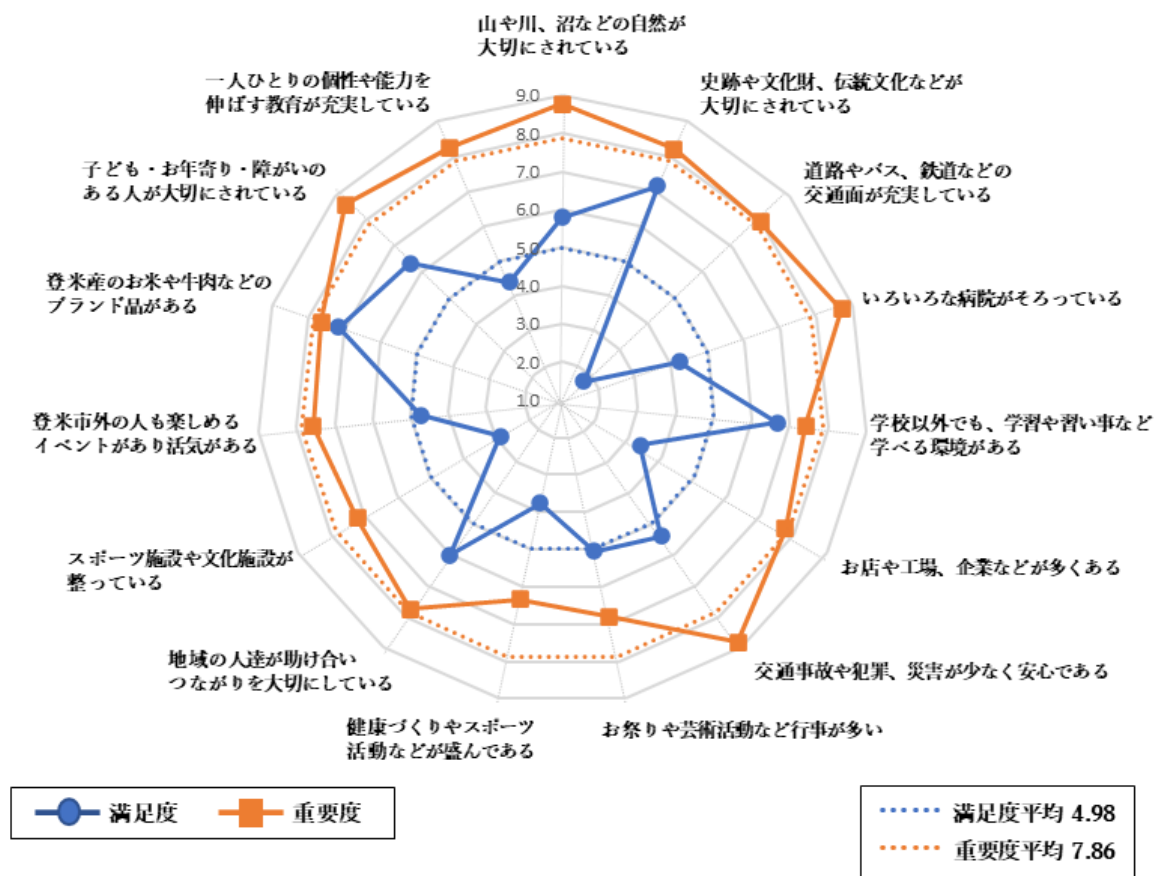 山や川、沼などの自然が
大切にされている
史跡や文化財、伝統文化などが
大切にされている
道路やバス、鉄道などの
交通面が充実している
いろいろな病院がそろっている
学校以外でも、学習や習い事など
学べる環境がある
お店や工場、企業などが多くある
交通事故や犯罪、災害が少なく安心である
お祭りや芸術活動など行事が多い
健康づくりやスポーツ
活動などが盛んである
地域の人達が助け合い
つながりを大切にしている
スポーツ施設や文化施設が
整っている
登米市外の人も楽しめる
イベントがあり活気がある
登米産のお米や牛肉などの
ブランド品がある
子ども・お年寄り・障がいの
ある人が大切にされている
一人ひとりの個性や能力を
伸ばす教育が充実している
9.0
8.0
7.0
6.0
5.0
4.0
3.0
2.0
1.0
満足度 重要度
満足度平均 4.98
重要度平均 7.86